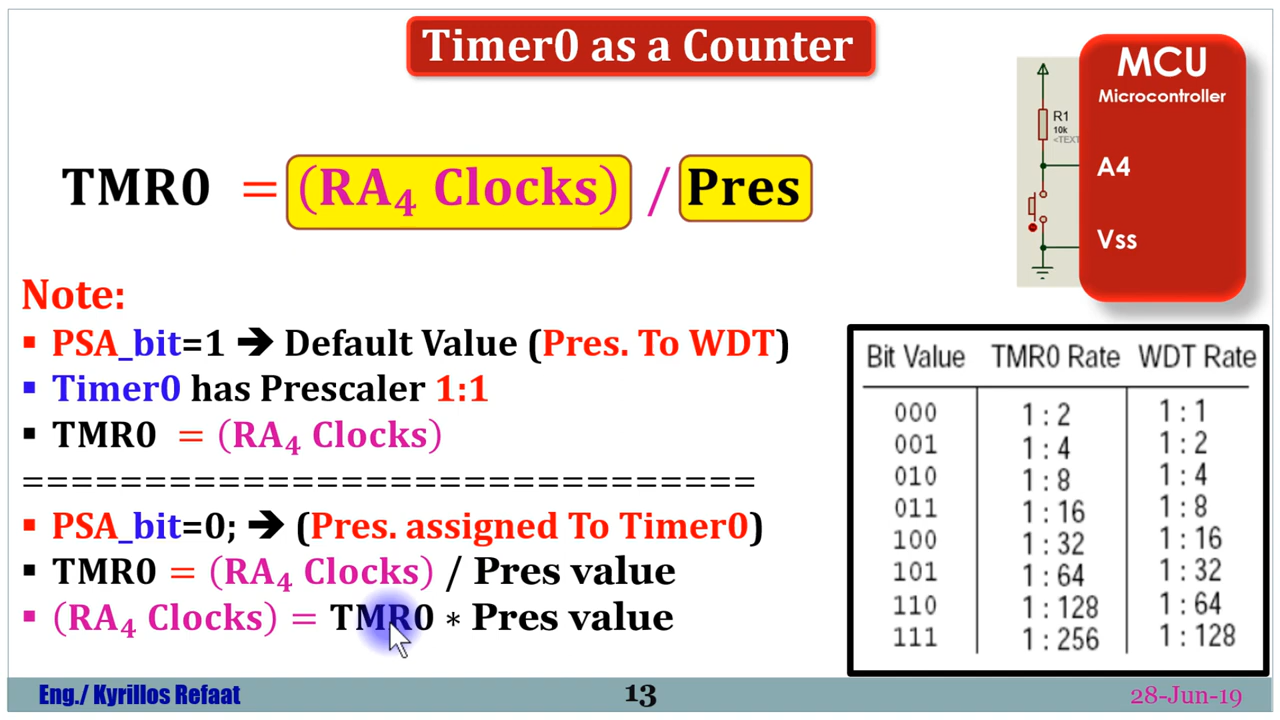 Timer0 as a Counter
TMR0 = (RA₄ Clocks) / Pres
MCU
Microcontroller
R1
10k
A4
Vss
Note:
▪ PSA_bit=1 ➔ Default Value (Pres. To WDT)
▪ Timer0 has Prescaler 1:1
▪ TMR0 = (RA₄ Clocks)
==============================
▪ PSA_bit=0; ➔ (Pres. assigned To Timer0)
▪ TMR0 = (RA₄ Clocks) / Pres value
▪ (RA₄ Clocks) = TMR0 * Pres value
Bit Value TMR0 Rate WDT Rate
000 1 : 2 1 : 1
001 1 : 4 1 : 2
010 1 : 8 1 : 4
011 1 : 16 1 : 8
100 1 : 32 1 : 16
101 1 : 64 1 : 32
110 1 : 128 1 : 64
111 1 : 256 1 : 128
Eng./ Kyrillos Refaat
13
28-Jun-19